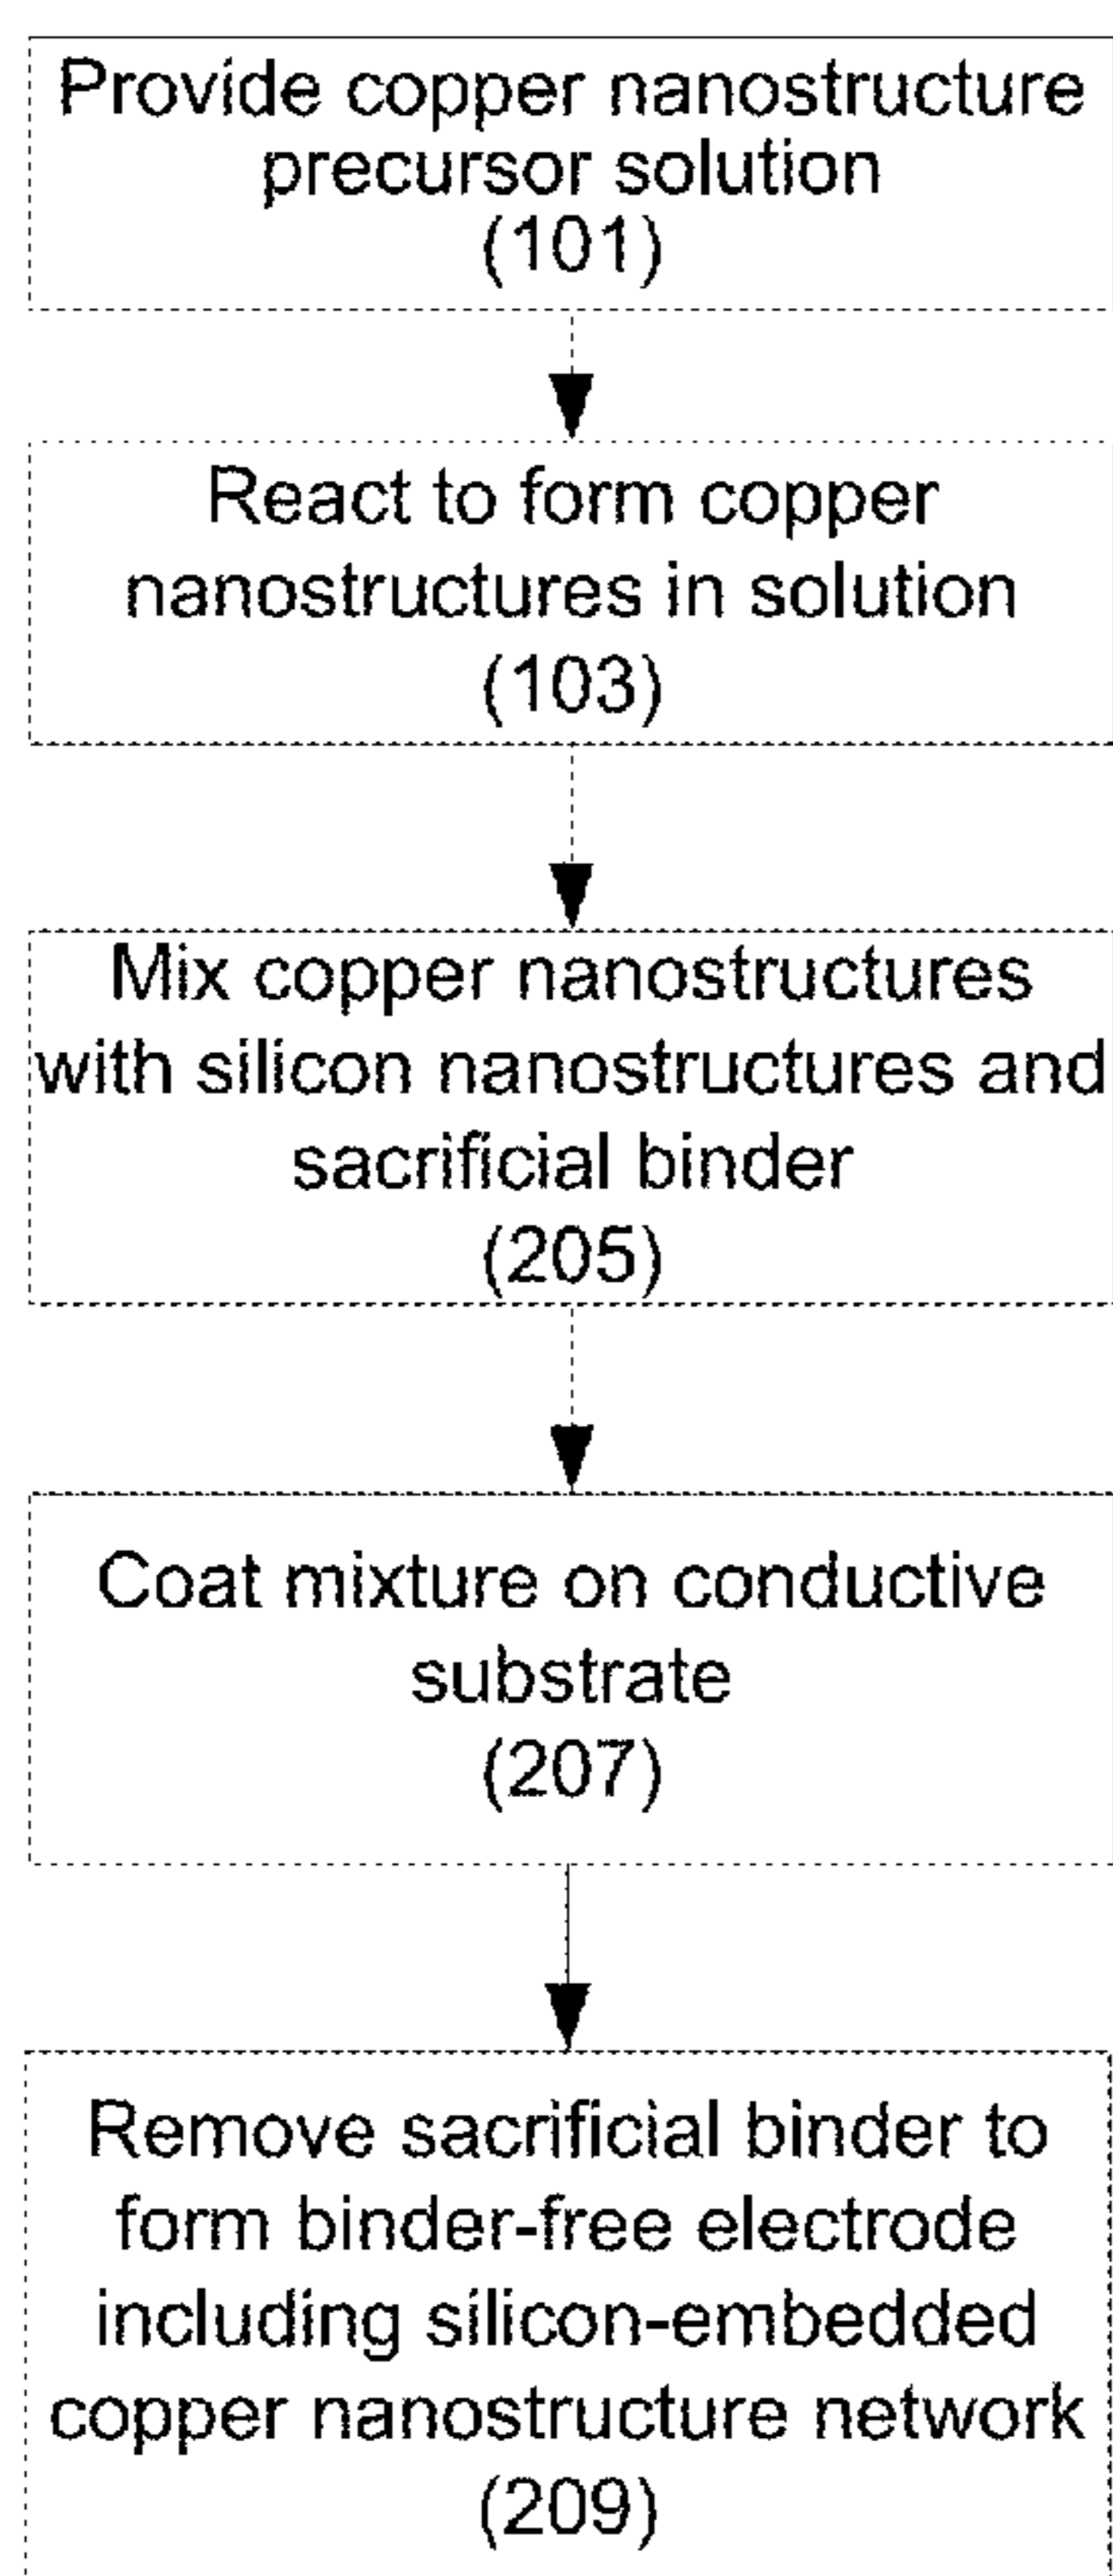 Provide copper nanostructure
precursor solution
(101)
React to form copper
nanostructures in solution
(103)
Mix copper nanostructures
with silicon nanostructures and
sacrificial binder
(205)
Coat mixture on conductive
substrate
(207)
Remove sacrificial binder to
form binder-free electrode
including silicon-embedded
copper nanostructure network
(209)